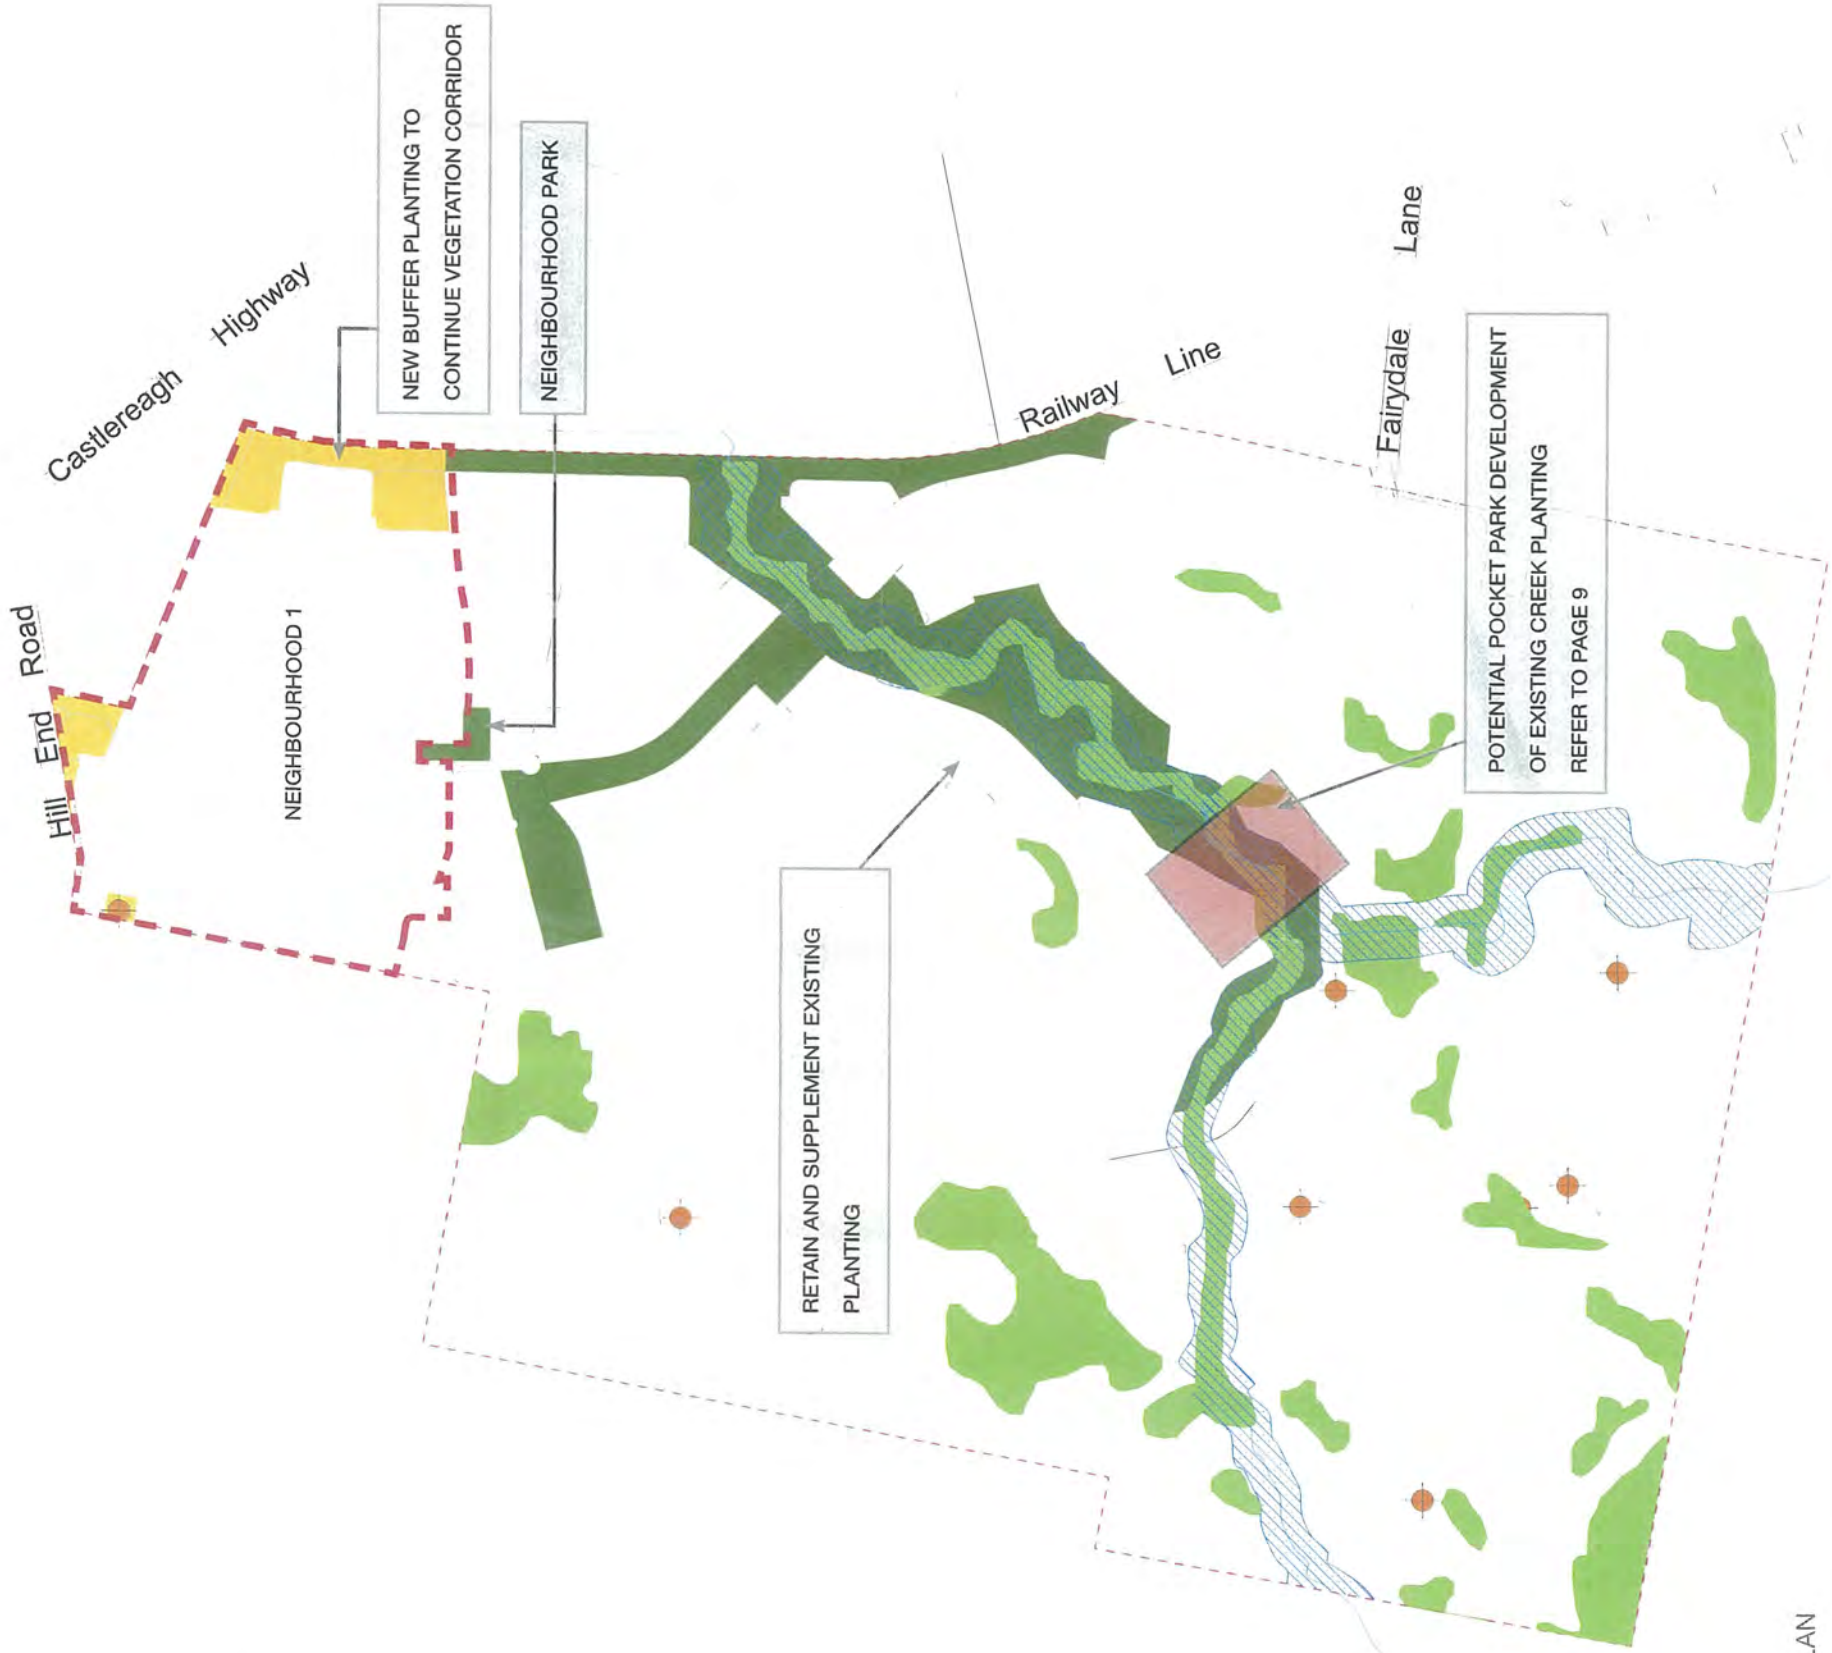 Castlereagh Highway
Hill End Road
NEW BUFFER PLANTING TO
CONTINUE VEGETATION CORRIDOR
NEIGHBOURHOOD PARK
NEIGHBOURHOOD 1
Railway Line
Fairydale Lane
RETAIN AND SUPPLEMENT EXISTING
PLANTING
POTENTIAL POCKET PARK DEVELOPMENT
OF EXISTING CREEK PLANTING
REFER TO PAGE 9